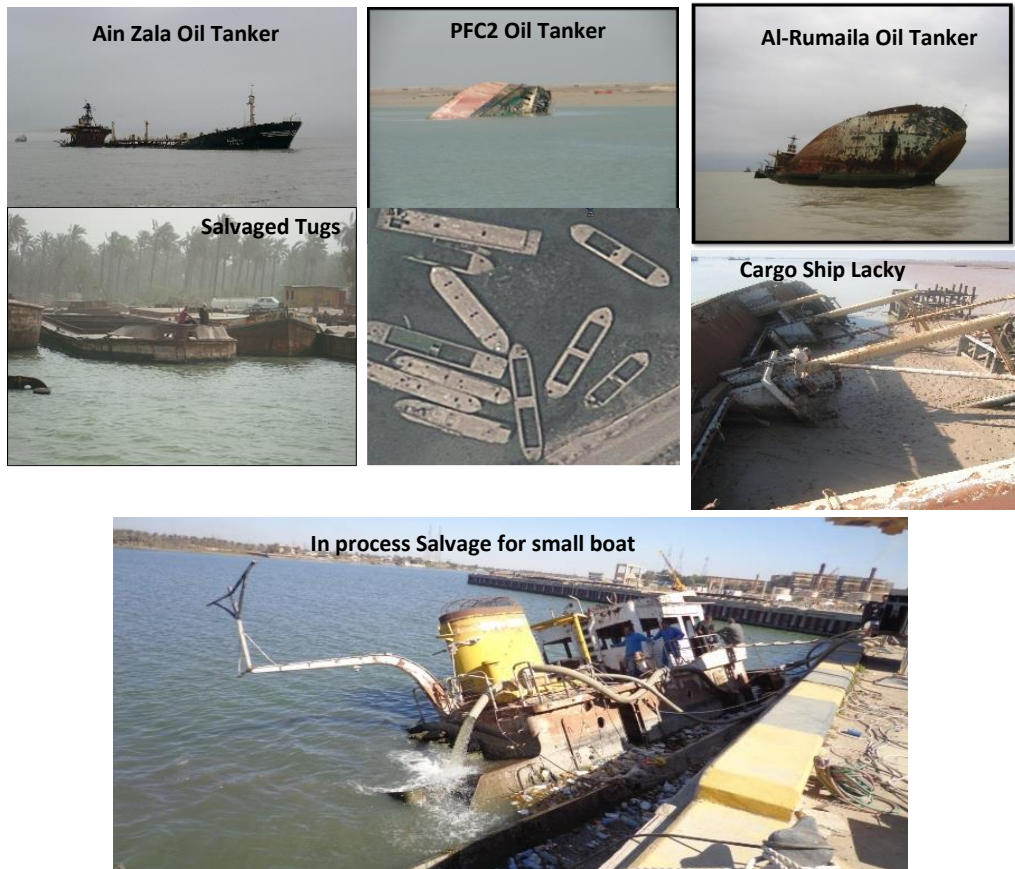 Ain Zala Oil Tanker
PFC2 Oil Tanker
Al-Rumaila Oil Tanker
Salvaged Tugs
Cargo Ship Lacky
In process Salvage for small boat